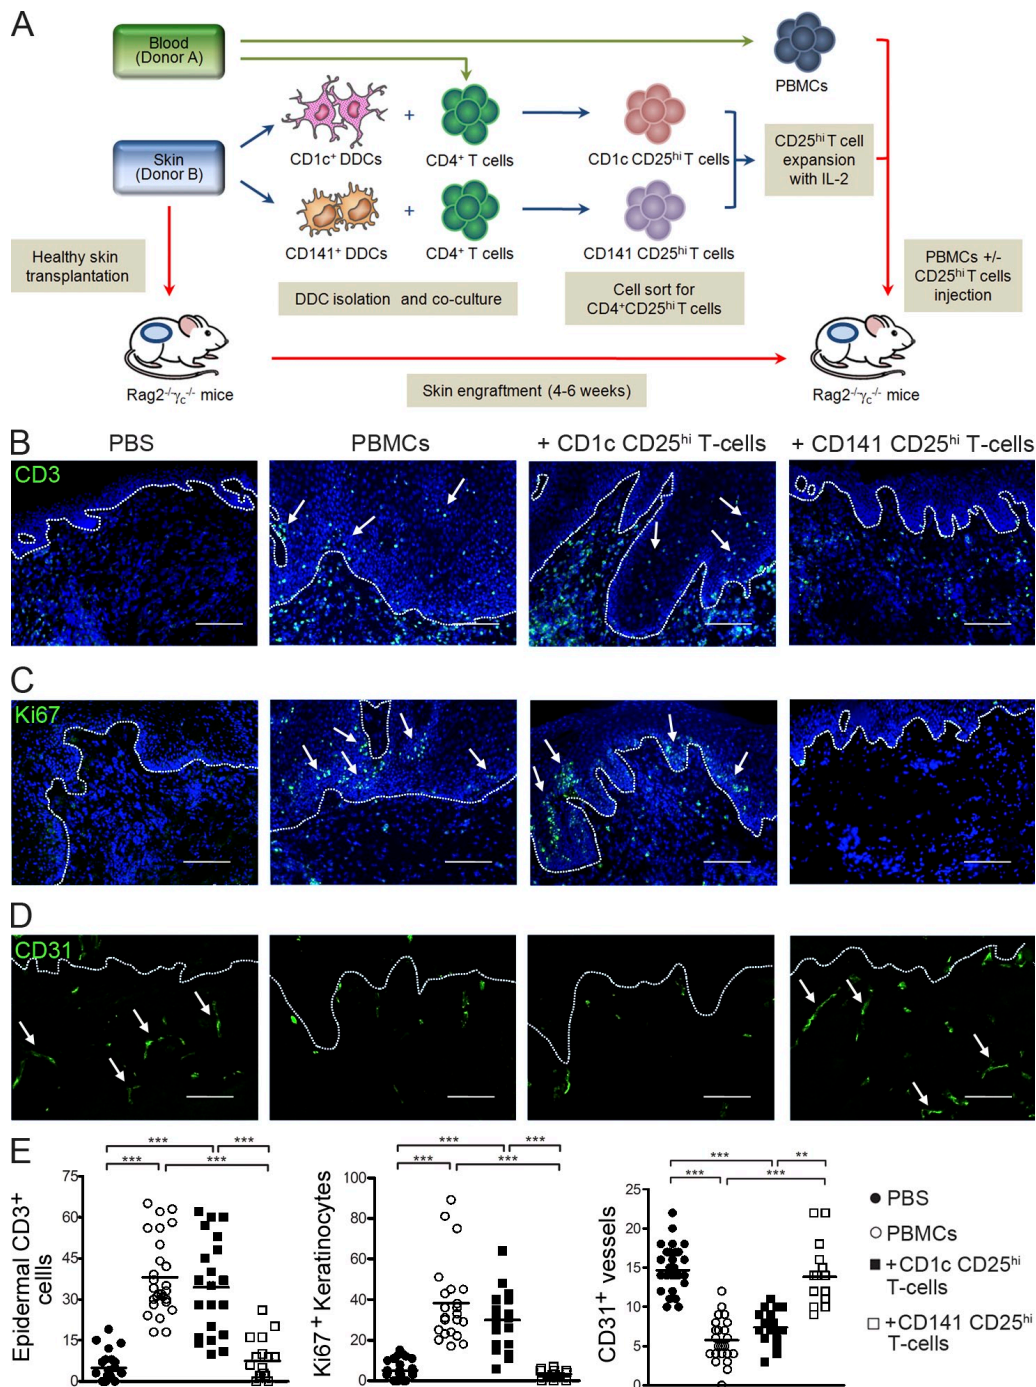 A
Blood
(Donor A)
PBMCs
Skin
(Donor B)
CD1c⁺ DDCs
+
CD4⁺ T cells
CD1c CD25ʰⁱ T cells
CD25ʰⁱ T cell
expansion
with IL-2
CD141⁺ DDCs
+
CD4⁺ T cells
CD141 CD25ʰⁱ T cells
Healthy skin
transplantation
DDC isolation and co-culture
Cell sort for
CD4⁺CD25ʰⁱ T cells
PBMCs +/-
CD25ʰⁱ T cells
injection
Rag2⁻/⁻γc⁻/⁻ mice
Skin engraftment (4-6 weeks)
Rag2⁻/⁻γc⁻/⁻ mice
B
PBS
PBMCs
+ CD1c CD25ʰⁱ T-cells
+ CD141 CD25ʰⁱ T-cells
CD3
C
Ki67
D
CD31
E
*** ***
*** ***
Epidermal CD3⁺
cellls
75
60
45
30
15
0
*** ***
*** ***
Ki67⁺ Keratinocytes
100
80
60
40
20
0
*** **
*** ***
CD31⁺ vessels
25
20
15
10
5
0
PBS
PBMCs
+CD1c CD25ʰⁱ
T-cells
+CD141 CD25ʰⁱ
T-cells